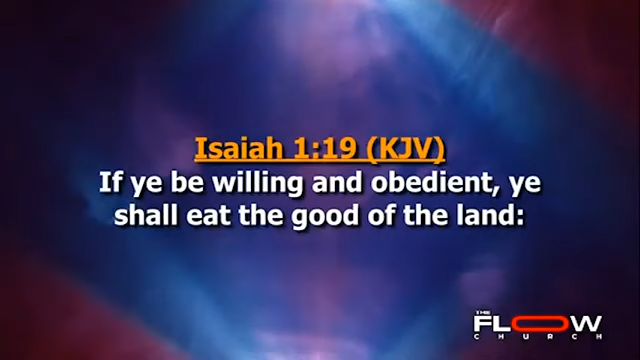 Isaiah 1:19 (KJV)
If ye be willing and obedient, ye
shall eat the good of the land:
THE
FLOW
CHURCH